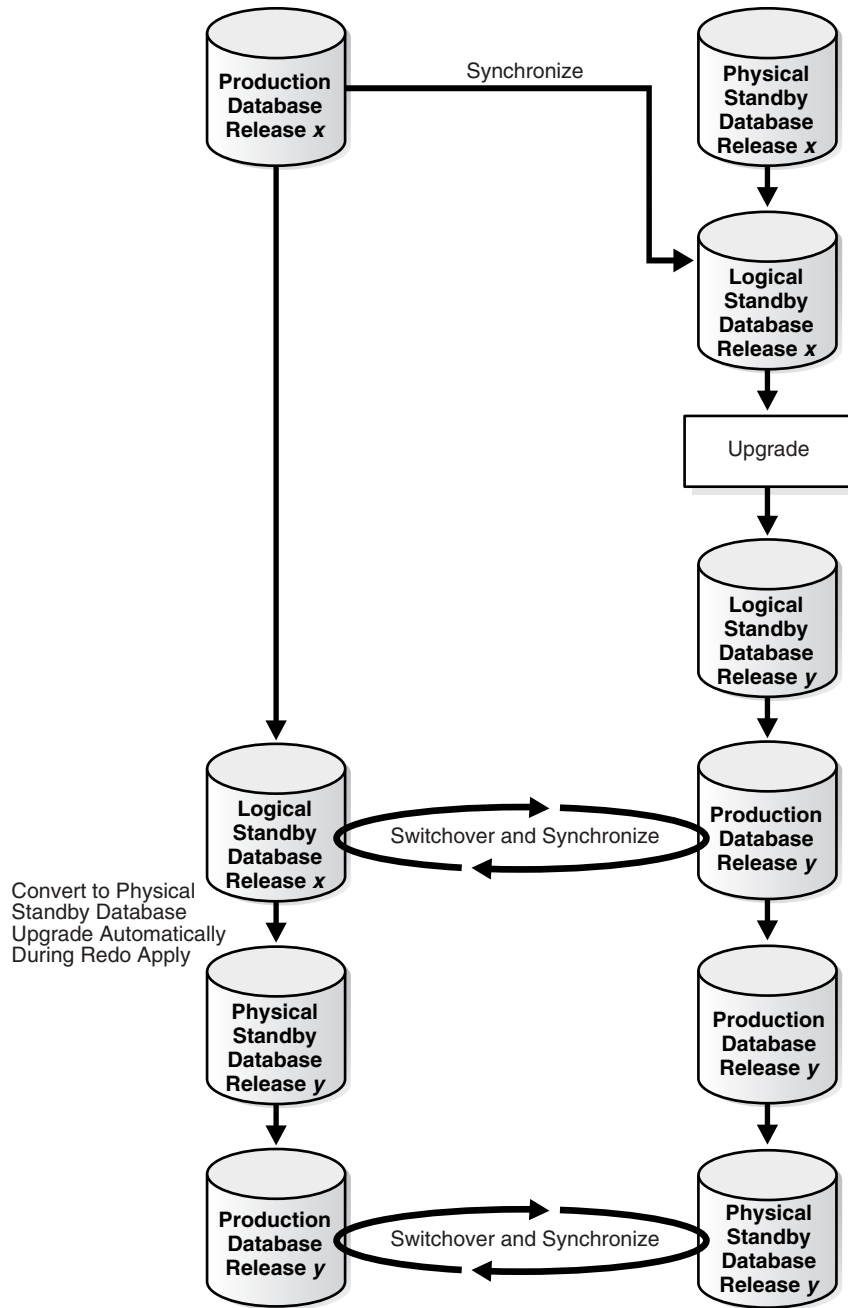 Production
Database
Release x
Synchronize
Physical
Standby
Database
Release x
Logical
Standby
Database
Release x
Upgrade
Logical
Standby
Database
Release y
Logical
Standby
Database
Release x
Switchover and Synchronize
Production
Database
Release y
Convert to Physical
Standby Database
Upgrade Automatically
During Redo Apply
Physical
Standby
Database
Release y
Production
Database
Release y
Production
Database
Release y
Switchover and Synchronize
Physical
Standby
Database
Release y